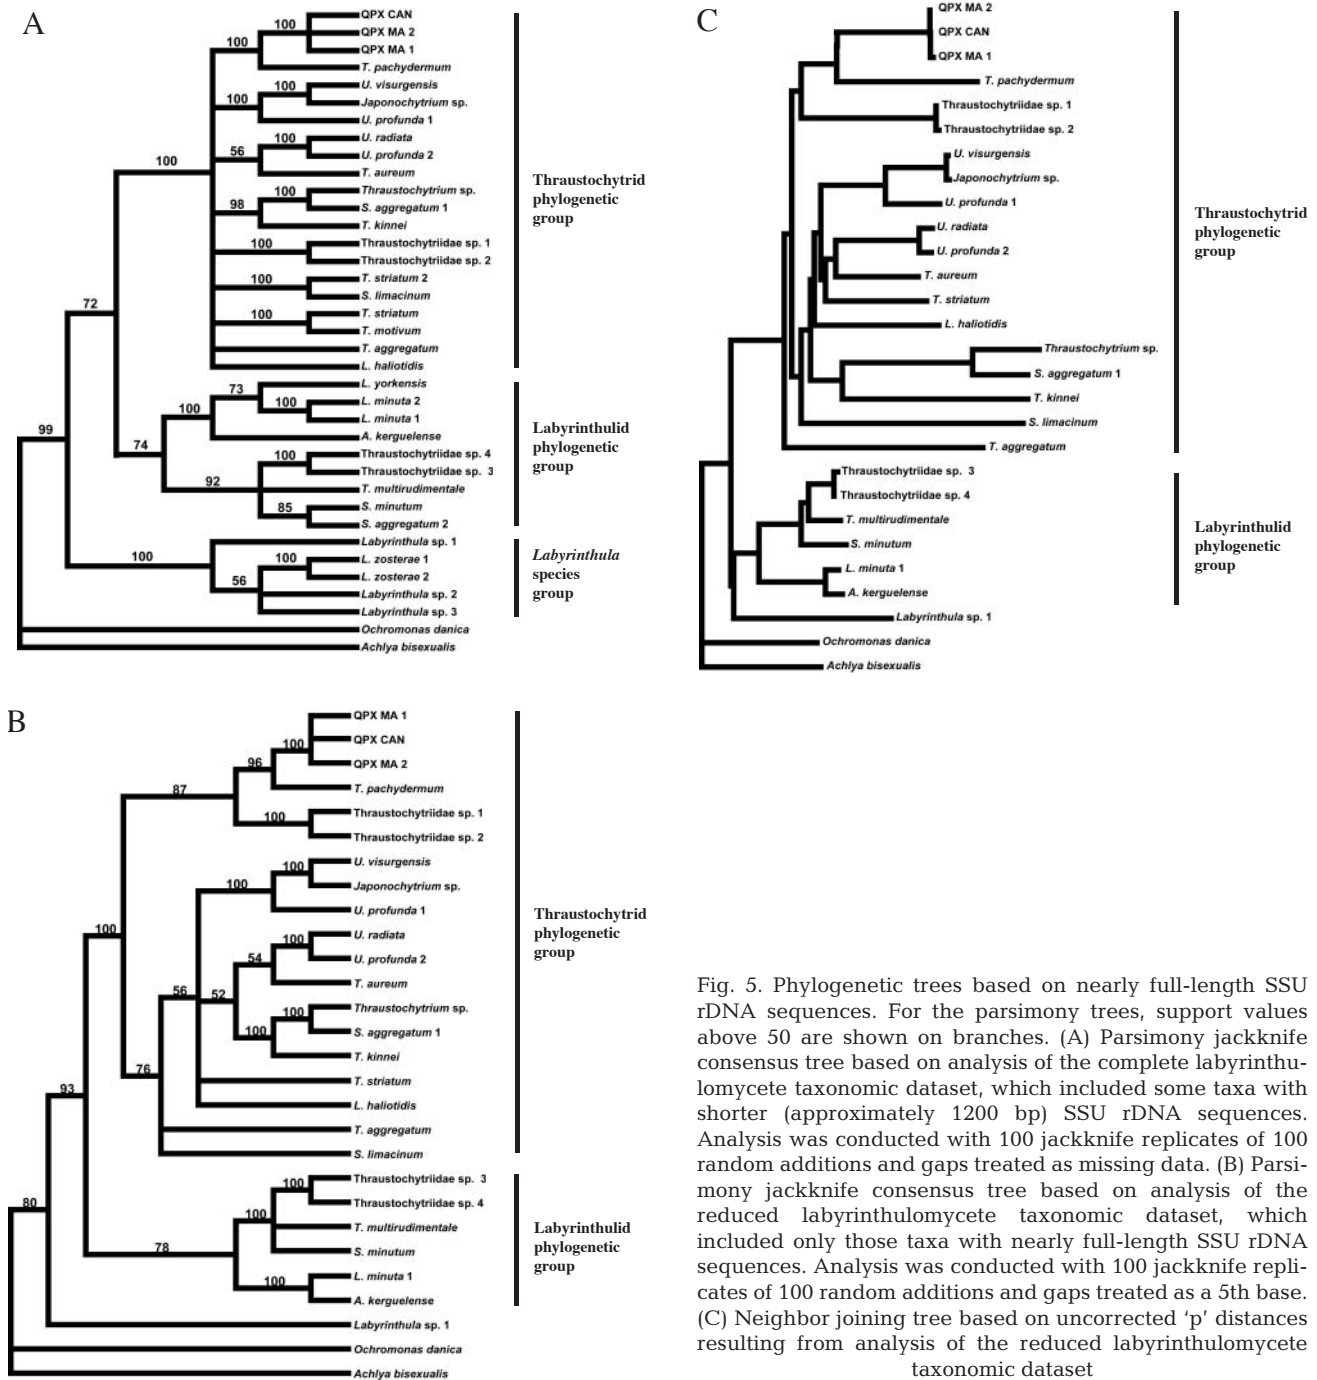 A
100
QPX CAN
QPX MA 2
QPX MA 1
100
T. pachydermum
100
U. visurgensis
Japonochytrium sp.
100
U. profunda 1
100
U. radiata
U. profunda 2
56
T. aureum
100
100
Thraustochytrium sp.
S. aggregatum 1
98
T. kinnei
100
Thraustochytriidae sp. 1
Thraustochytriidae sp. 2
100
T. striatum 2
S. limacinum
100
T. striatum
T. motivum
T. aggregatum
L. haliotidis
72
73
L. yorkensis
100
L. minuta 2
L. minuta 1
100
A. kerguelense
74
100
Thraustochytriidae sp. 4
Thraustochytriidae sp. 3
92
T. multirudimentale
85
S. minutum
S. aggregatum 2
99
100
Labyrinthula sp. 1
100
L. zosterae 1
L. zosterae 2
56
Labyrinthula sp. 2
Labyrinthula sp. 3
Ochromonas danica
Achlya bisexualis
Thraustochytrid
phylogenetic
group
Labyrinthulid
phylogenetic
group
Labyrinthula
species
group
C
QPX MA 2
QPX CAN
QPX MA 1
T. pachydermum
Thraustochytriidae sp. 1
Thraustochytriidae sp. 2
U. visurgensis
Japonochytrium sp.
U. profunda 1
U. radiata
U. profunda 2
T. aureum
T. striatum
L. haliotidis
Thraustochytrium sp.
S. aggregatum 1
T. kinnei
S. limacinum
T. aggregatum
Thraustochytriidae sp. 3
Thraustochytriidae sp. 4
T. multirudimentale
S. minutum
L. minuta 1
A. kerguelense
Labyrinthula sp. 1
Ochromonas danica
Achlya bisexualis
Thraustochytrid
phylogenetic
group
Labyrinthulid
phylogenetic
group
B
QPX MA 1
100
QPX CAN
96
QPX MA 2
87
T. pachydermum
100
Thraustochytriidae sp. 1
Thraustochytriidae sp. 2
100
U. visurgensis
100
Japonochytrium sp.
U. profunda 1
100
100
U. radiata
54
U. profunda 2
T. aureum
56
52
100
Thraustochytrium sp.
100
S. aggregatum 1
T. kinnei
76
T. striatum
L. haliotidis
93
T. aggregatum
S. limacinum
100
Thraustochytriidae sp. 3
Thraustochytriidae sp. 4
100
T. multirudimentale
78
S. minutum
100
L. minuta 1
A. kerguelense
80
Labyrinthula sp. 1
Ochromonas danica
Achlya bisexualis
Thraustochytrid
phylogenetic
group
Labyrinthulid
phylogenetic
group
Fig. 5. Phylogenetic trees based on nearly full-length SSU
rDNA sequences. For the parsimony trees, support values
above 50 are shown on branches. (A) Parsimony jackknife
consensus tree based on analysis of the complete labyrinthu-
lomycete taxonomic dataset, which included some taxa with
shorter (approximately 1200 bp) SSU rDNA sequences.
Analysis was conducted with 100 jackknife replicates of 100
random additions and gaps treated as missing data. (B) Parsi-
mony jackknife consensus tree based on analysis of the
reduced labyrinthulomycete taxonomic dataset, which
included only those taxa with nearly full-length SSU rDNA
sequences. Analysis was conducted with 100 jackknife repli-
cates of 100 random additions and gaps treated as a 5th base.
(C) Neighbor joining tree based on uncorrected 'p' distances
resulting from analysis of the reduced labyrinthulomycete
taxonomic dataset